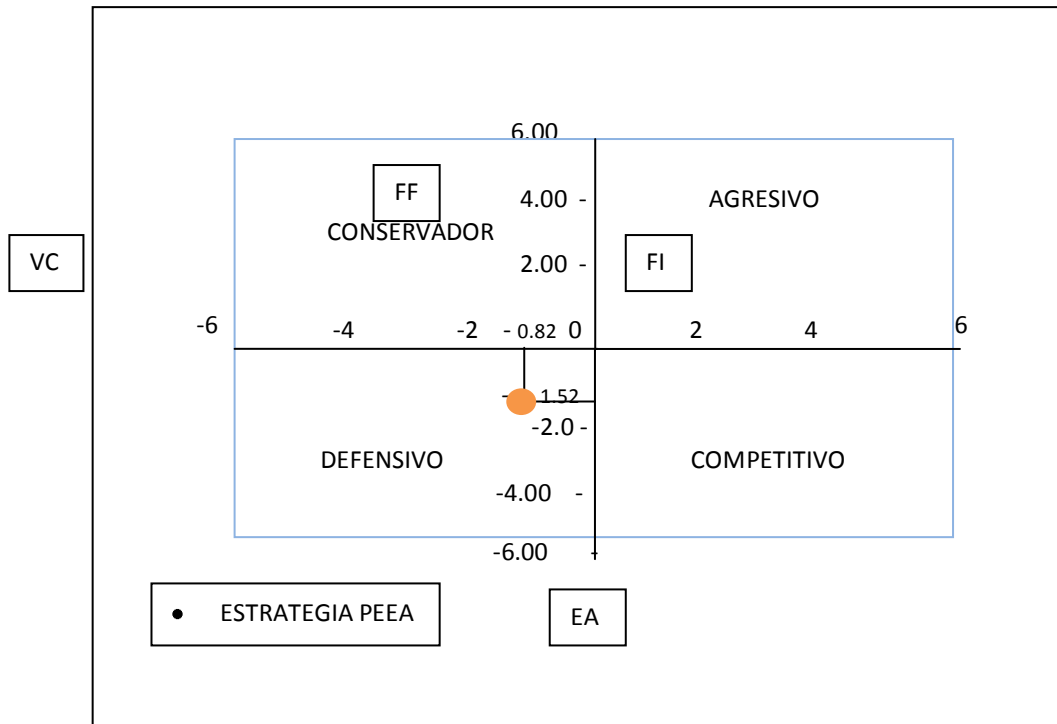 6.00
FF
4.00 -
AGRESIVO
CONSERVADOR
VC
2.00 -
FI
-6
-4
-2
- 0.82
0
2
4
6
- 1.52
-2.0 -
DEFENSIVO
COMPETITIVO
-4.00 -
-6.00 -
• ESTRATEGIA PEEA
EA